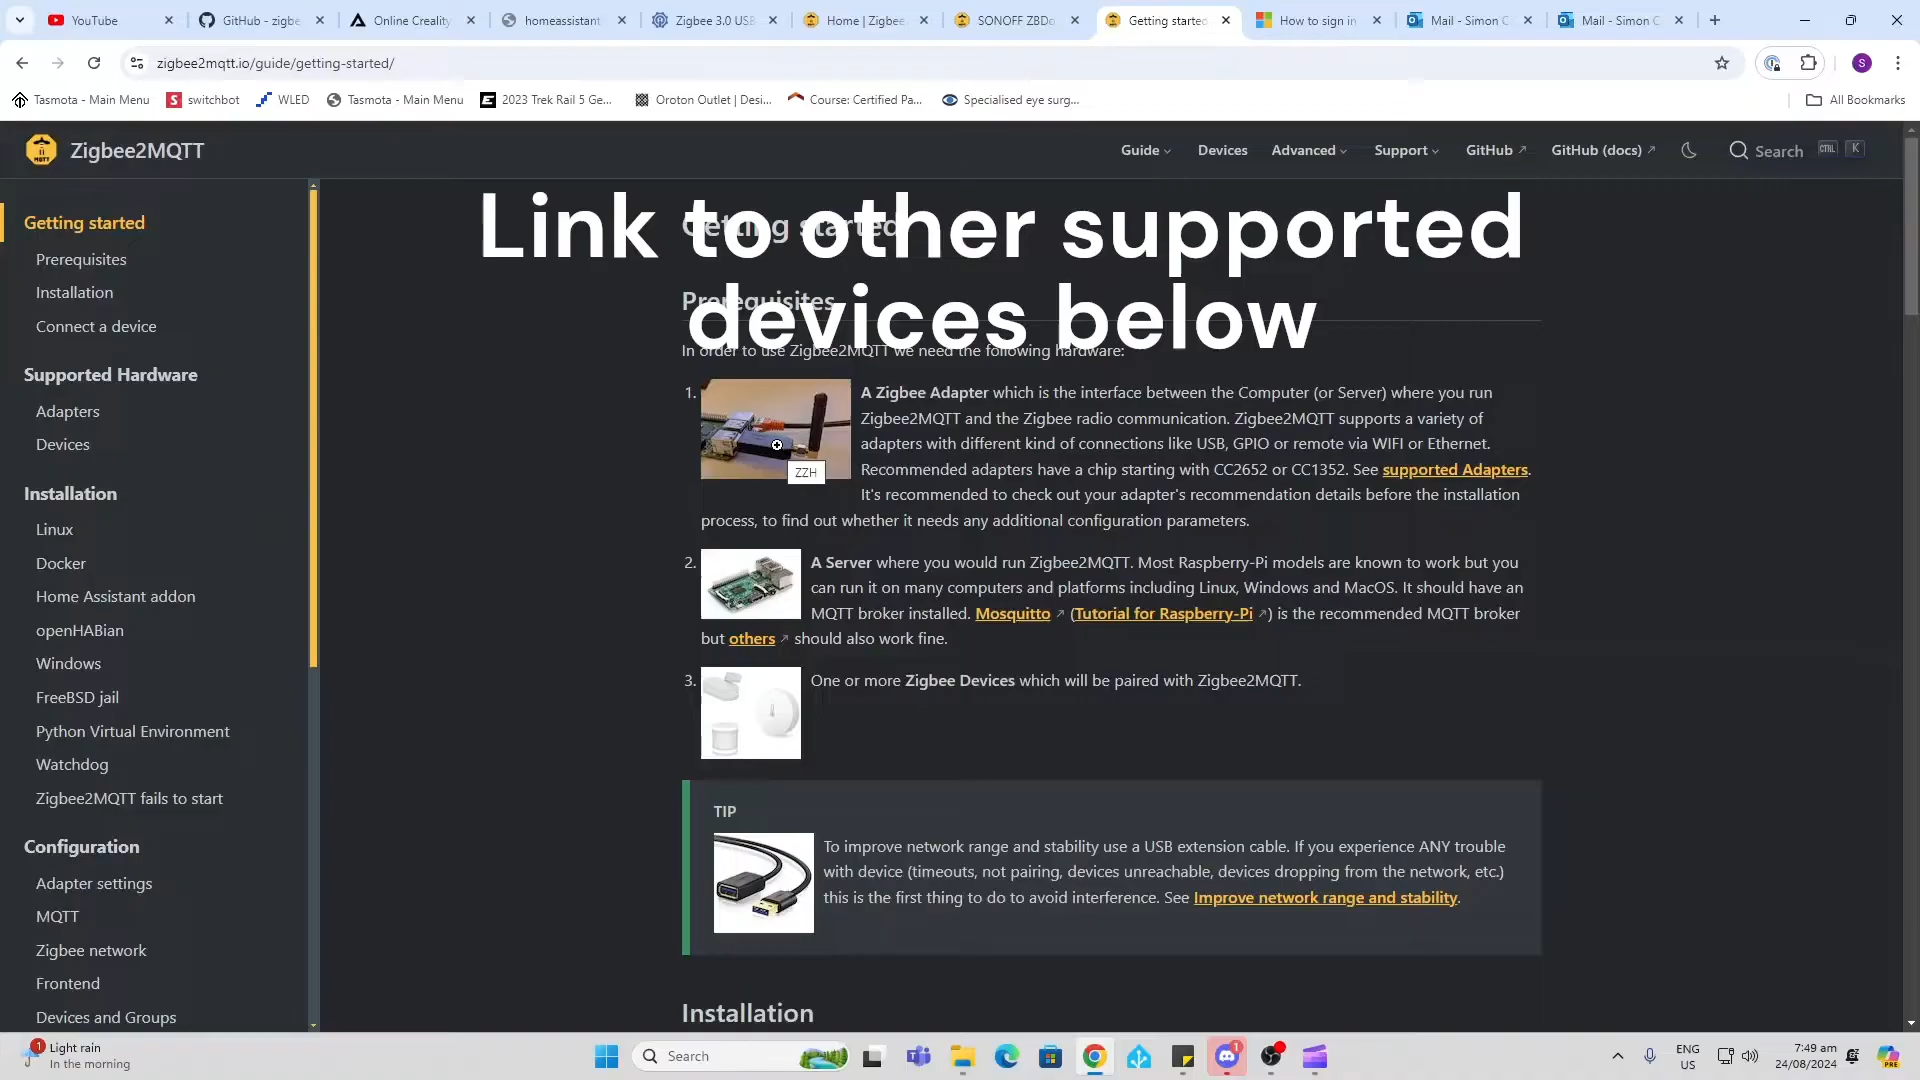 YouTube
GitHub - zigbe
Online Creality
homeassistant
Zigbee 3.0 USB
Home | Zigbee
SONOFF ZBDo
Getting started
How to sign in
Mail - Simon C
Mail - Simon C
zigbee2mqtt.io/guide/getting-started/
S
Tasmota - Main Menu
switchbot
WLED
Tasmota - Main Menu
2023 Trek Rail 5 Ge...
Oroton Outlet | Desi...
Course: Certified Pa...
Specialised eye surg...
All Bookmarks
Zigbee2MQTT
Guide
Devices
Advanced
Support
GitHub
GitHub (docs)
Search
CTRL
K
Getting started
Prerequisites
Installation
Connect a device
Supported Hardware
Adapters
Devices
Installation
Linux
Docker
Home Assistant addon
openHABian
Windows
FreeBSD jail
Python Virtual Environment
Watchdog
Zigbee2MQTT fails to start
Configuration
Adapter settings
MQTT
Zigbee network
Frontend
Devices and Groups
Link to other supported
devices below
Getting started
Prerequisites
In order to use Zigbee2MQTT we need the following hardware:
1. A Zigbee Adapter which is the interface between the Computer (or Server) where you run
Zigbee2MQTT and the Zigbee radio communication. Zigbee2MQTT supports a variety of
adapters with different kind of connections like USB, GPIO or remote via WIFI or Ethernet.
Recommended adapters have a chip starting with CC2652 or CC1352. See supported Adapters.
It's recommended to check out your adapter's recommendation details before the installation
process, to find out whether it needs any additional configuration parameters.
ZZH
2. A Server where you would run Zigbee2MQTT. Most Raspberry-Pi models are known to work but you
can run it on many computers and platforms including Linux, Windows and MacOS. It should have an
MQTT broker installed. Mosquitto (Tutorial for Raspberry-Pi) is the recommended MQTT broker
but others should also work fine.
3. One or more Zigbee Devices which will be paired with Zigbee2MQTT.
TIP
To improve network range and stability use a USB extension cable. If you experience ANY trouble
with device (timeouts, not pairing, devices unreachable, devices dropping from the network, etc.)
this is the first thing to do to avoid interference. See Improve network range and stability.
Installation
1
Light rain
In the morning
Search
1
ENG
US
7:49 am
24/08/2024
PRE